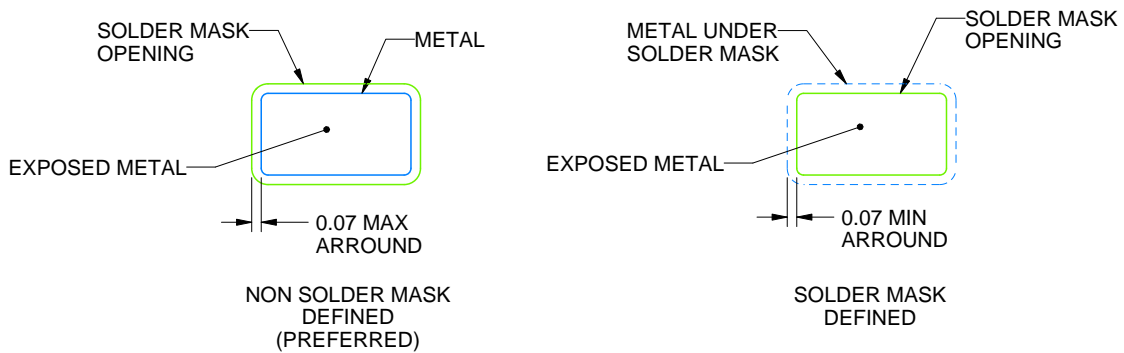 SOLDER MASK
OPENING
METAL
EXPOSED METAL
0.07 MAX
ARROUND
NON SOLDER MASK
DEFINED
(PREFERRED)
METAL UNDER
SOLDER MASK
SOLDER MASK
OPENING
EXPOSED METAL
0.07 MIN
ARROUND
SOLDER MASK
DEFINED